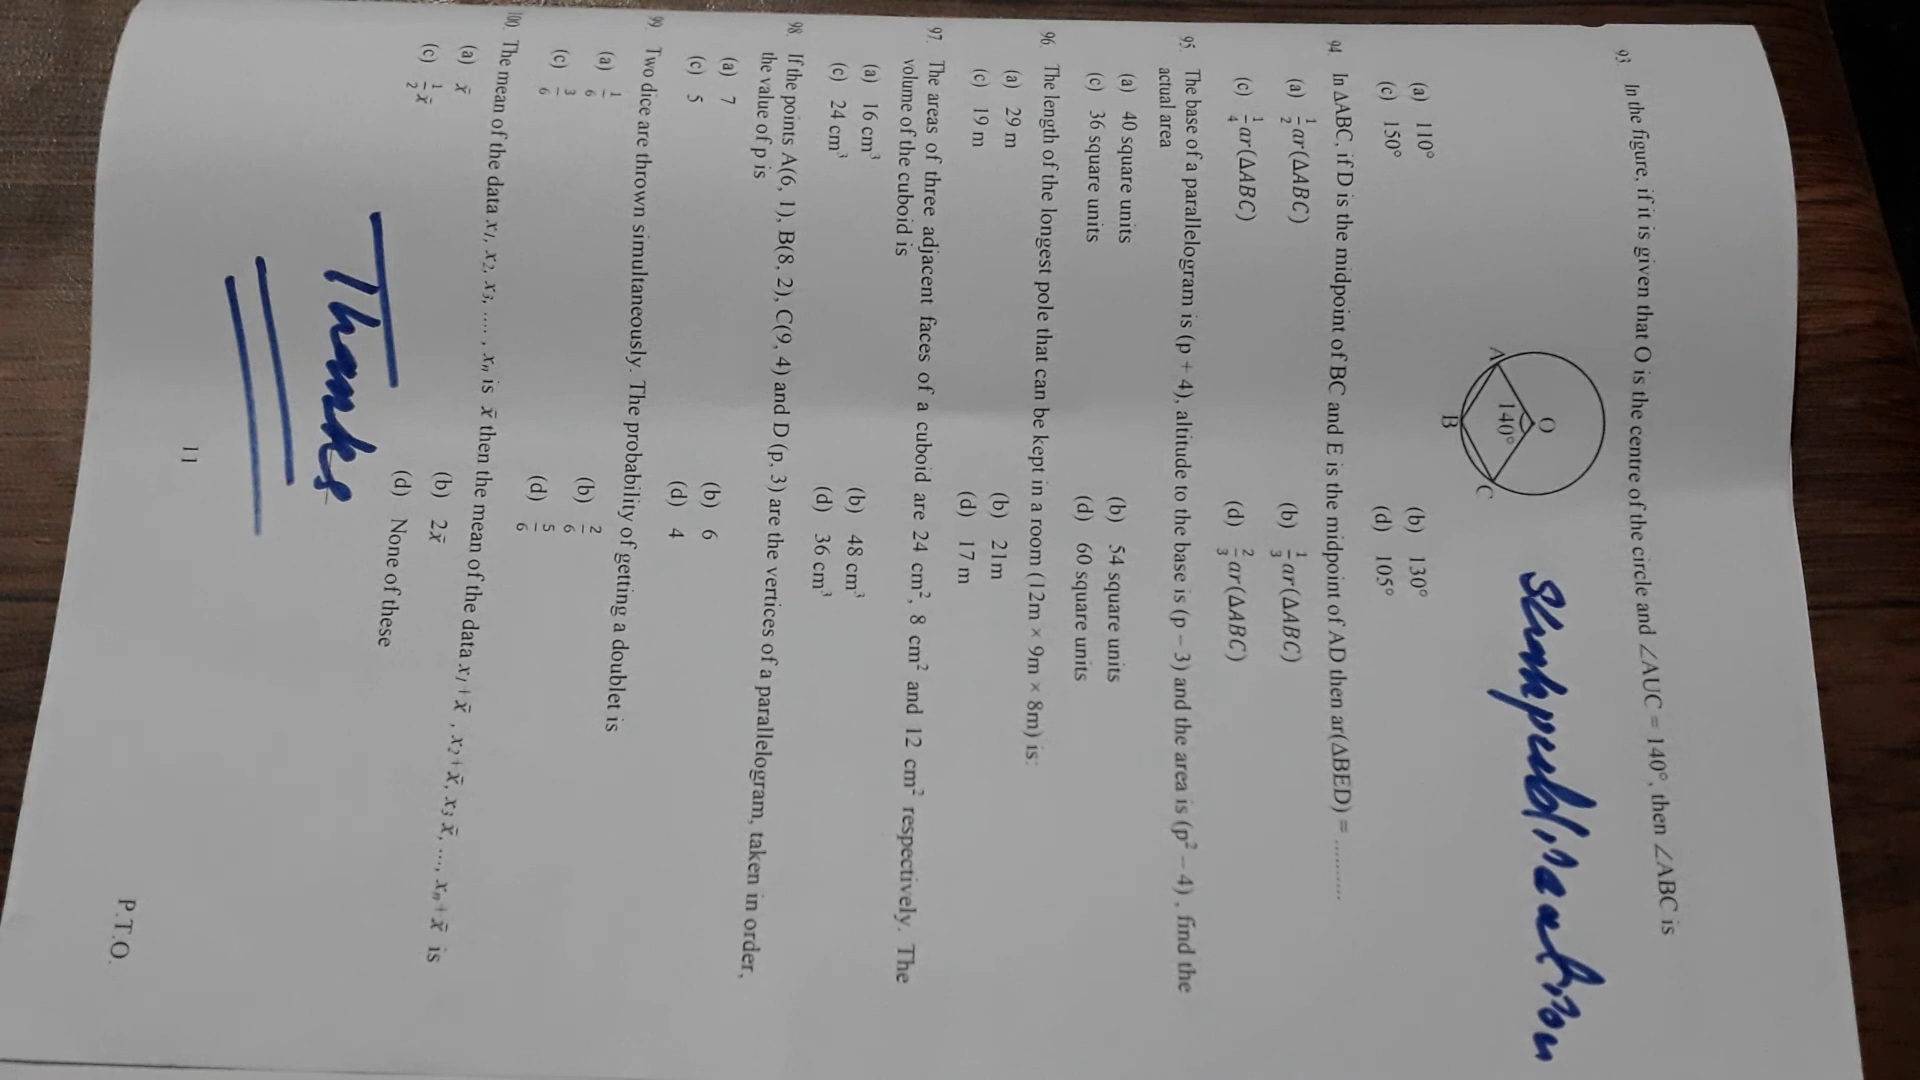 93. In the figure, if it is given that O is the centre of the circle and ∠AUC = 140°, then ∠ABC is
O
140°
A
C
B
(a) 110° (b) 130°
(c) 150° (d) 105°
94. In ΔABC, if D is the midpoint of BC and E is the midpoint of AD then ar(ΔBED) = ...........
(a) 1/2 ar(ΔABC) (b) 1/3 ar(ΔABC)
(c) 1/4 ar(ΔABC) (d) 2/3 ar(ΔABC)
95. The base of a parallelogram is (p + 4), altitude to the base is (p – 3) and the area is (p² – 4), find the
actual area
(a) 40 square units (b) 54 square units
(c) 36 square units (d) 60 square units
96. The length of the longest pole that can be kept in a room (12m × 9m × 8m) is:
(a) 29 m (b) 21m
(c) 19 m (d) 17 m
97. The areas of three adjacent faces of a cuboid are 24 cm², 8 cm² and 12 cm² respectively. The
volume of the cuboid is
(a) 16 cm³ (b) 48 cm³
(c) 24 cm³ (d) 36 cm³
98. If the points A(6, 1), B(8, 2), C(9, 4) and D (p, 3) are the vertices of a parallelogram, taken in order,
the value of p is
(a) 7 (b) 6
(c) 5 (d) 4
99. Two dice are thrown simultaneously. The probability of getting a doublet is
(a) 1/6 (b) 2/6
(c) 3/6 (d) 5/6
100. The mean of the data x₁, x₂, x₃, ....., xₙ is x̄ then the mean of the data x₁+x̄, x₂+x̄, x₃ x̄, ...., xₙ+x̄ is
(a) x̄ (b) 2x̄
(c) 1/2 x̄ (d) None of these
Thanks
11
P.T.O.